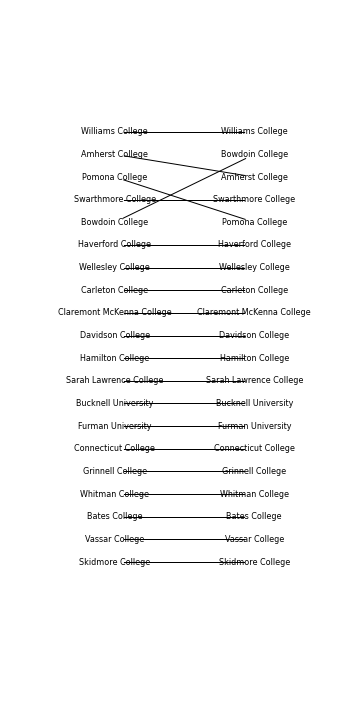 Williams College Williams College
Amherst College Bowdoin College
Pomona College Amherst College
Swarthmore College Swarthmore College
Bowdoin College Pomona College
Haverford College Haverford College
Wellesley College Wellesley College
Carleton College Carleton College
Claremont McKenna College Claremont McKenna College
Davidson College Davidson College
Hamilton College Hamilton College
Sarah Lawrence College Sarah Lawrence College
Bucknell University Bucknell University
Furman University Furman University
Connecticut College Connecticut College
Grinnell College Grinnell College
Whitman College Whitman College
Bates College Bates College
Vassar College Vassar College
Skidmore College Skidmore College